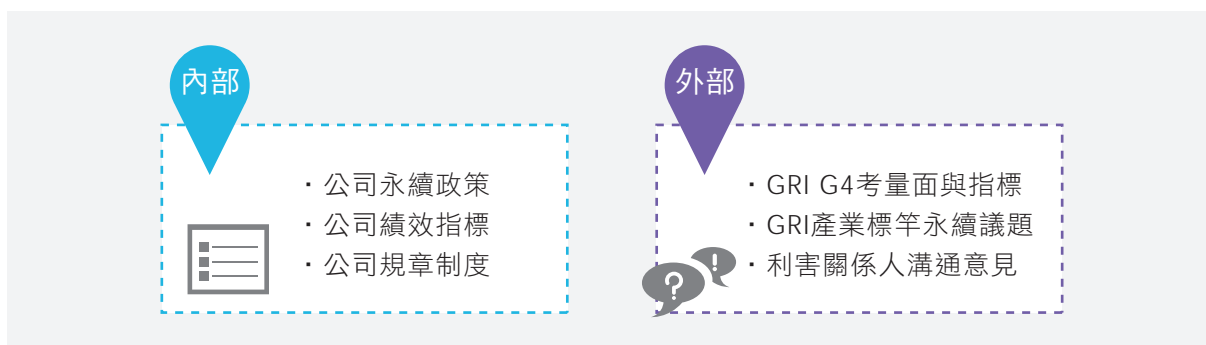 內部
・公司永續政策
・公司績效指標
・公司規章制度
外部
・GRI G4考量面與指標
・GRI產業標竿永續議題
・利害關係人溝通意見
? !